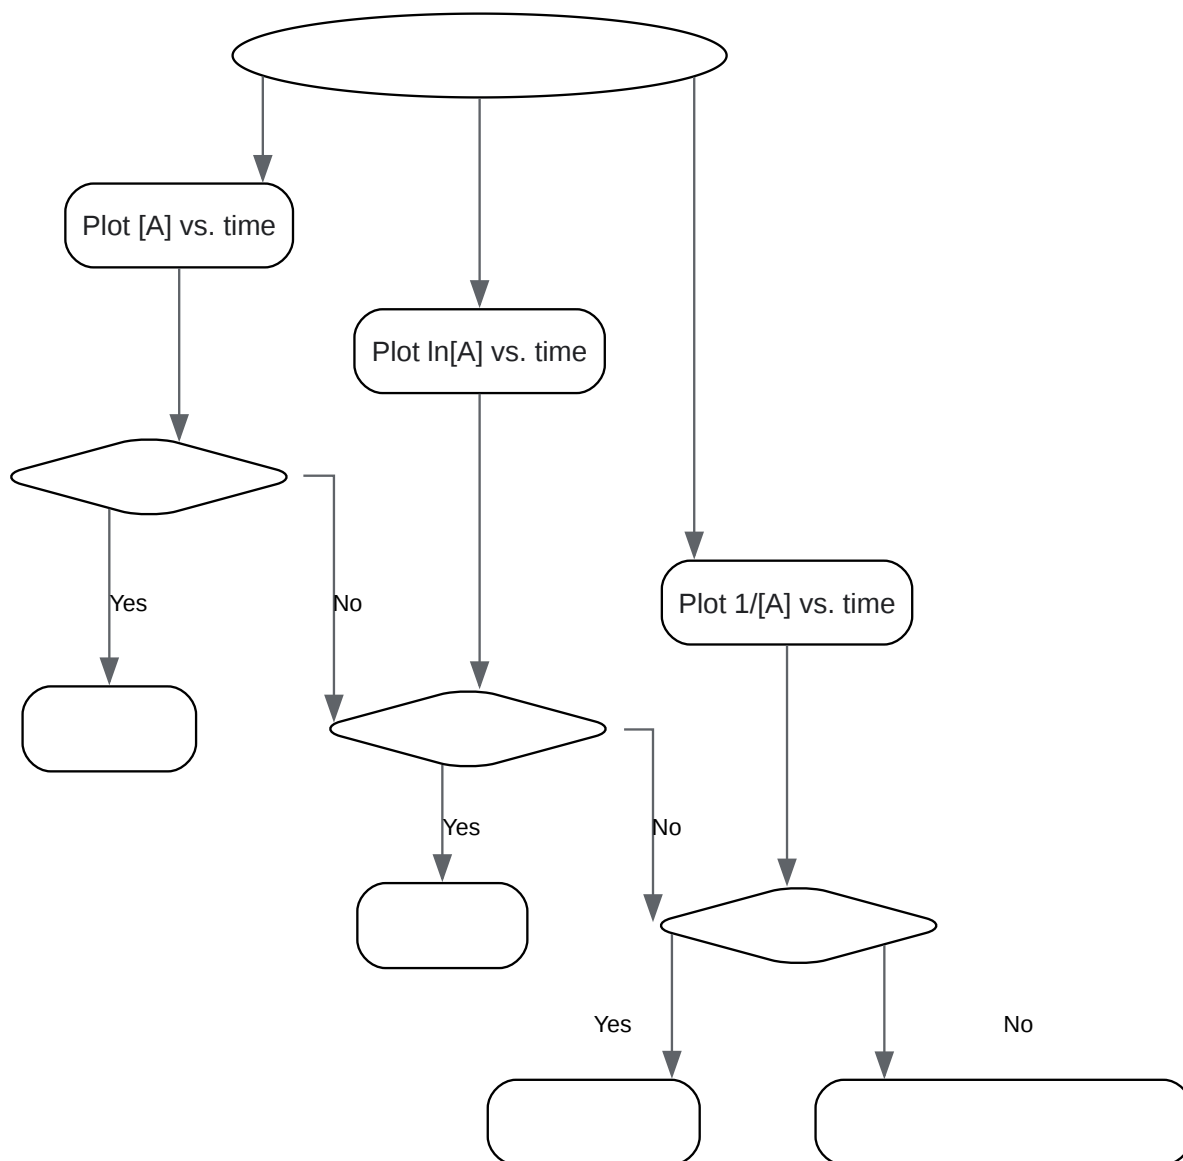 Plot [A] vs. time
Plot ln[A] vs. time
Yes
No
Plot 1/[A] vs. time
Yes
No
Yes
No